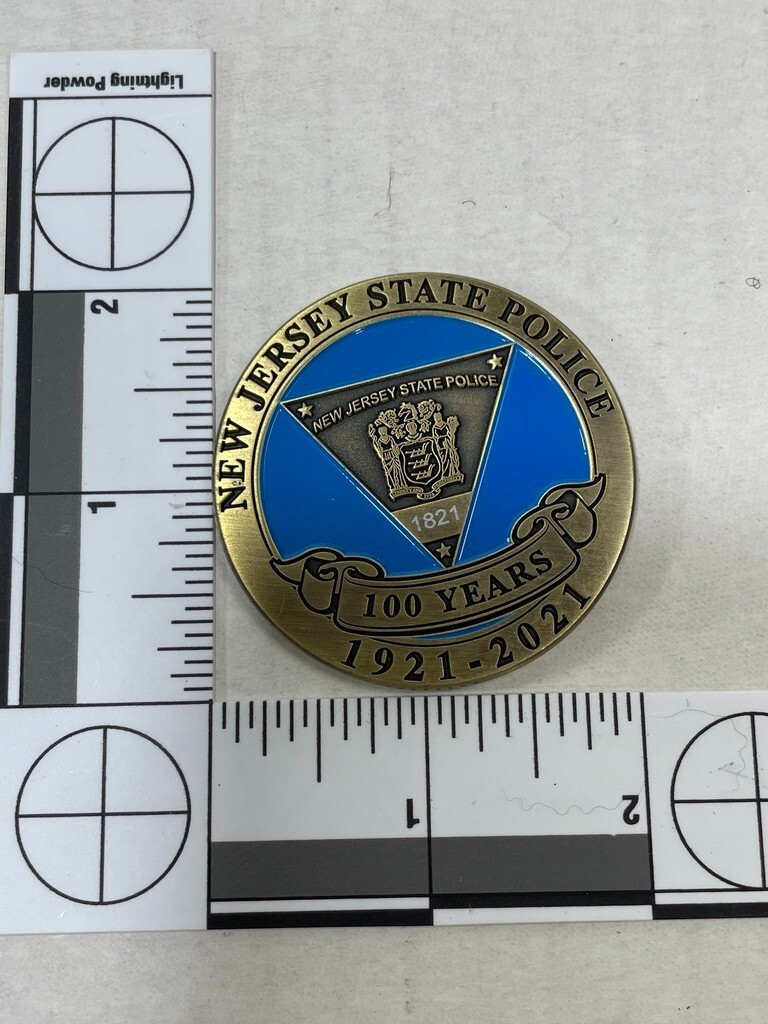 Lightning Powder
2
1
NEW JERSEY STATE POLICE
NEW JERSEY STATE POLICE
1821
100 YEARS
1921-2021
1
2